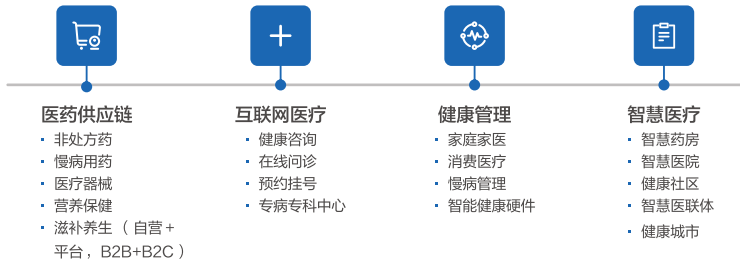 医药供应链
非处方药
慢病用药
医疗器械
营养保健
滋补养生（自营+
平台，B2B+B2C）
互联网医疗
健康咨询
在线问诊
预约挂号
专病专科中心
健康管理
家庭家医
消费医疗
慢病管理
智能健康硬件
智慧医疗
智慧药房
智慧医院
健康社区
智慧医联体
健康城市